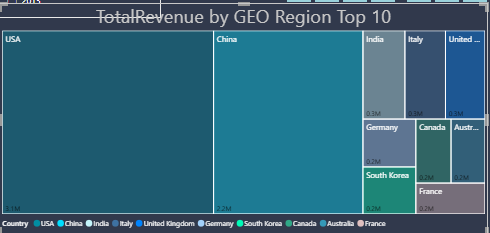 2013
TotalRevenue by GEO Region Top 10
USA
3.1M
China
2.2M
India
0.3M
Italy
0.3M
United ...
0.3M
Germany
0.2M
South Korea
0.2M
Canada
0.2M
Austr...
0.2M
France
0.2M
Country USA China India Italy United Kingdom Germany South Korea Canada Australia France